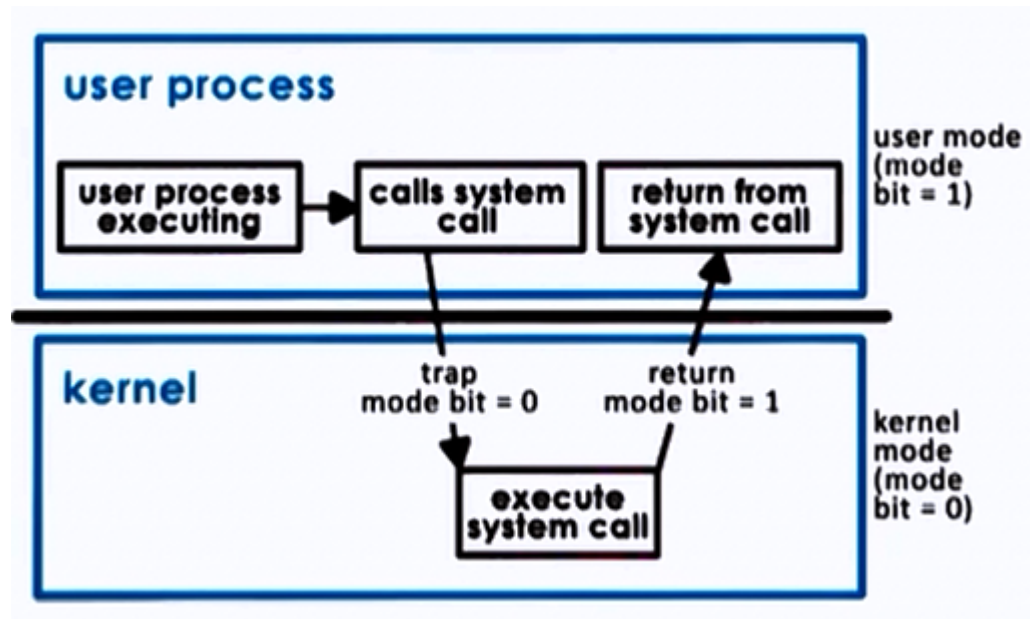 user process
user process
executing
calls system
call
return from
system call
user mode
(mode
bit = 1)
kernel
trap
mode bit = 0
return
mode bit = 1
execute
system call
kernel
mode
(mode
bit = 0)